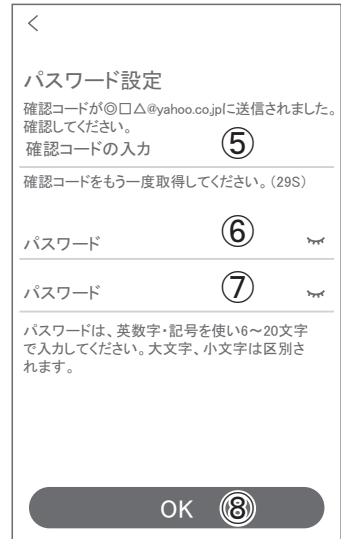 パスワード設定
確認コードが◎□△@yahoo.co.jpに送信されました。
確認してください。
確認コードの入力 ⑤
確認コードをもう一度取得してください。(29S)
パスワード ⑥
パスワード ⑦
パスワードは、英数字・記号を使い6～20文字
で入力してください。大文字、小文字は区別さ
れます。
OK ⑧